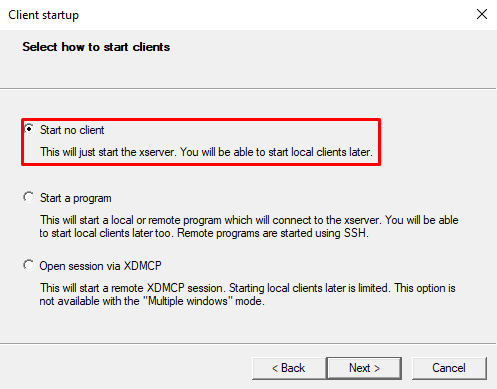 Client startup
Select how to start clients
Start no client
This will just start the xserver. You will be able to start local clients later.
Start a program
This will start a local or remote program which will connect to the xserver. You will be able
to start local clients later too. Remote programs are started using SSH.
Open session via XDMCP
This will start a remote XDMCP session. Starting local clients later is limited. This option is
not available with the "Multiple windows" mode.
< Back
Next >
Cancel